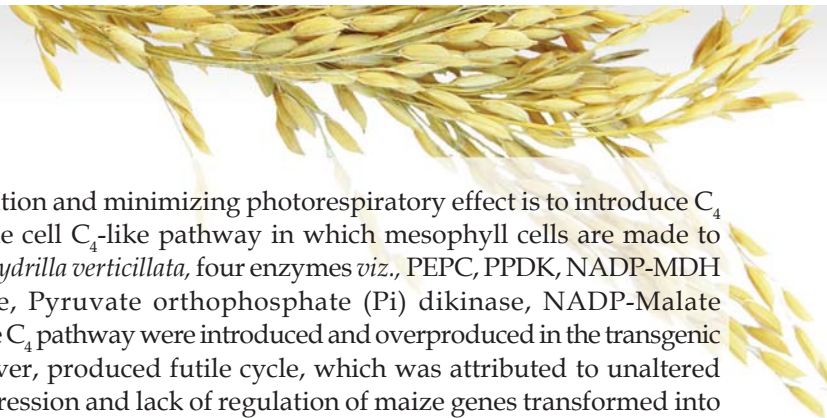 tion and minimizing photorespiratory effect is to introduce C₄
e cell C₄-like pathway in which mesophyll cells are made to
ydrilla verticillata, four enzymes viz., PEPC, PPDK, NADP-MDH
e, Pyruvate orthophosphate (Pi) dikinase, NADP-Malate
e C₄ pathway were introduced and overproduced in the transgenic
ver, produced futile cycle, which was attributed to unaltered
ression and lack of regulation of maize genes transformed into